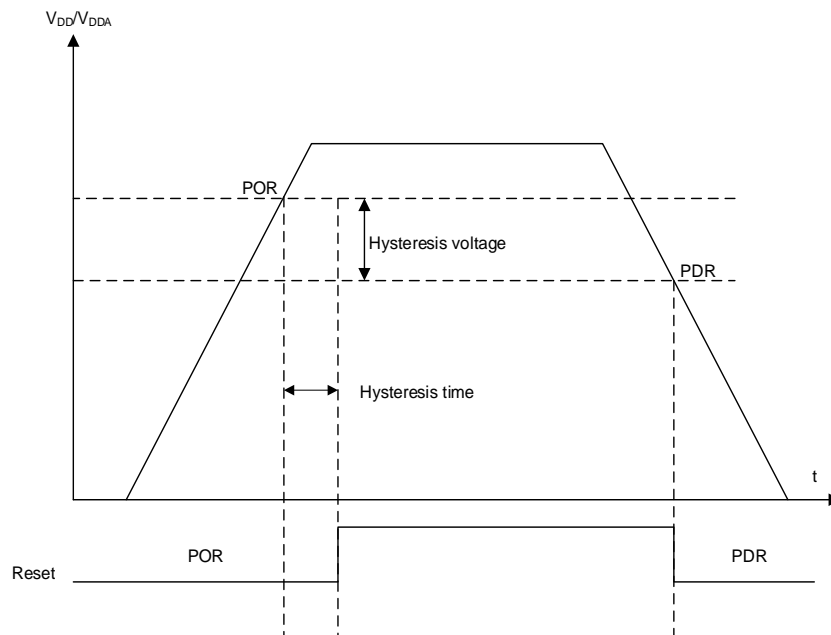 VDD/VDDA
POR
Hysteresis voltage
PDR
Hysteresis time
t
POR
PDR
Reset